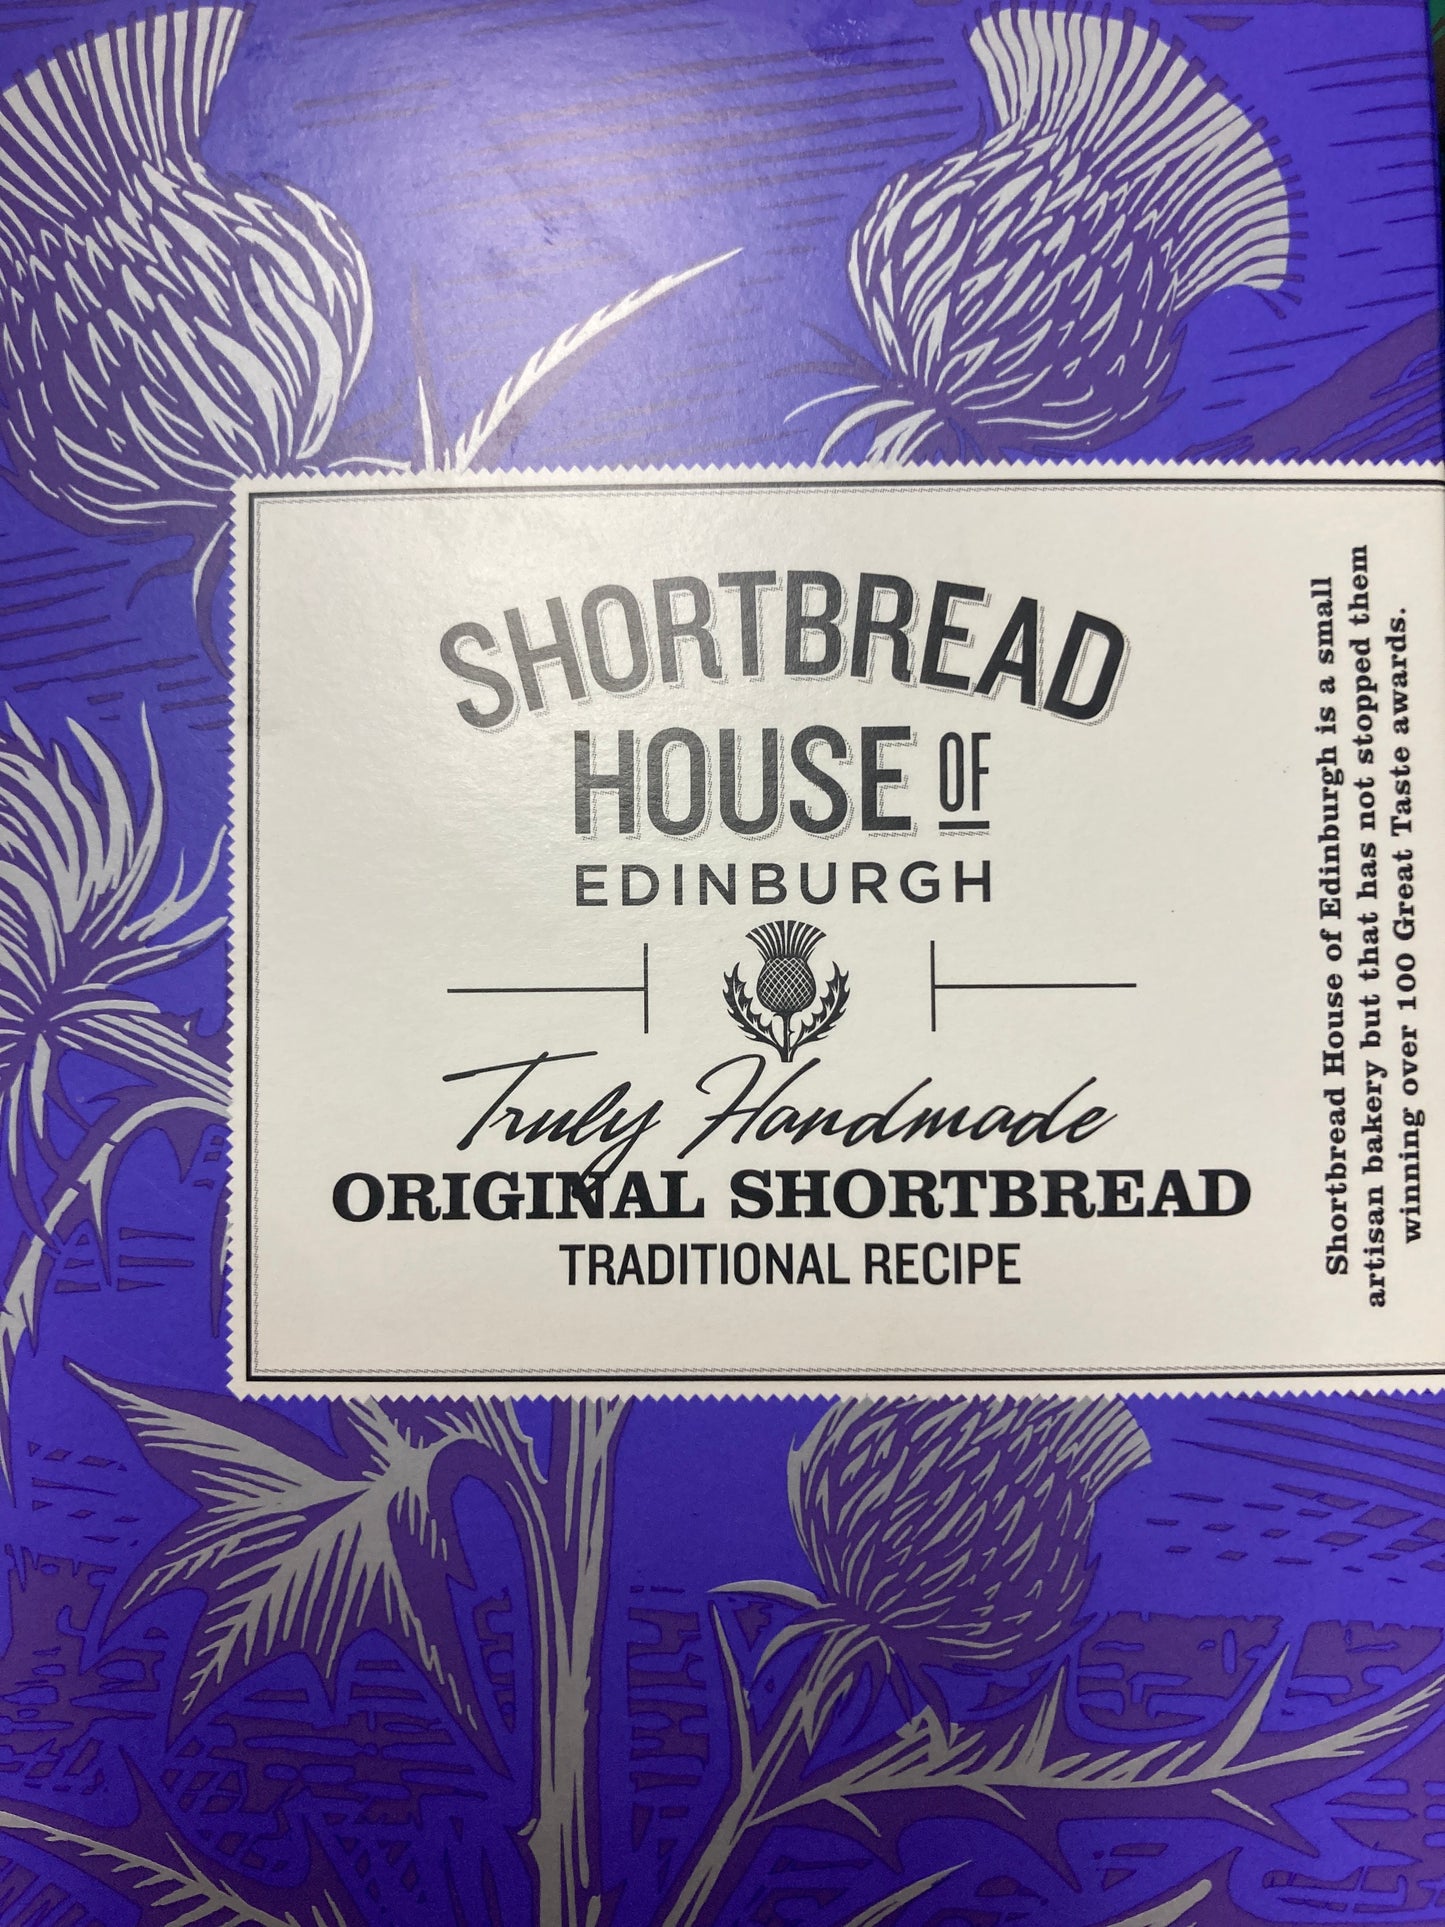 SHORTBREAD
HOUSE OF
EDINBURGH
Truly Handmade
ORIGINAL SHORTBREAD
TRADITIONAL RECIPE
Shortbread House of Edinburgh is a small
artisan bakery but that has not stopped them
winning over 100 Great Taste awards.